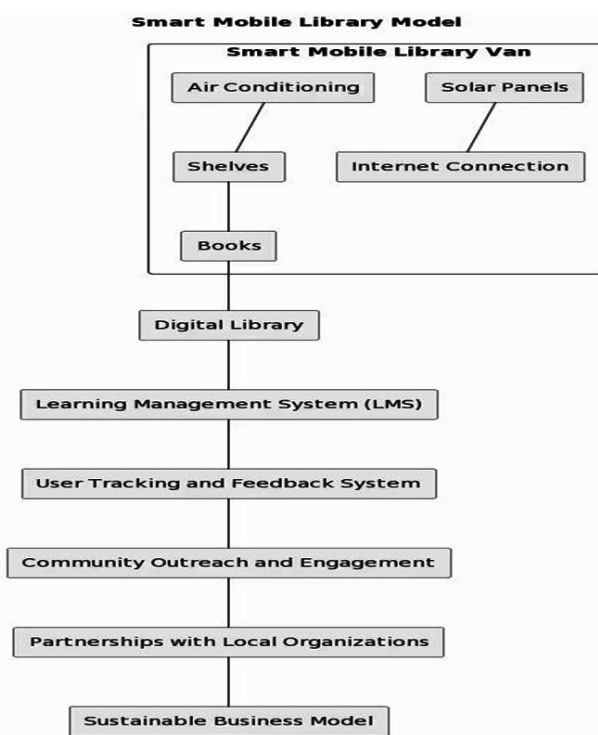 Smart Mobile Library Model
Smart Mobile Library Van
Air Conditioning
Solar Panels
Shelves
Internet Connection
Books
Digital Library
Learning Management System (LMS)
User Tracking and Feedback System
Community Outreach and Engagement
Partnerships with Local Organizations
Sustainable Business Model